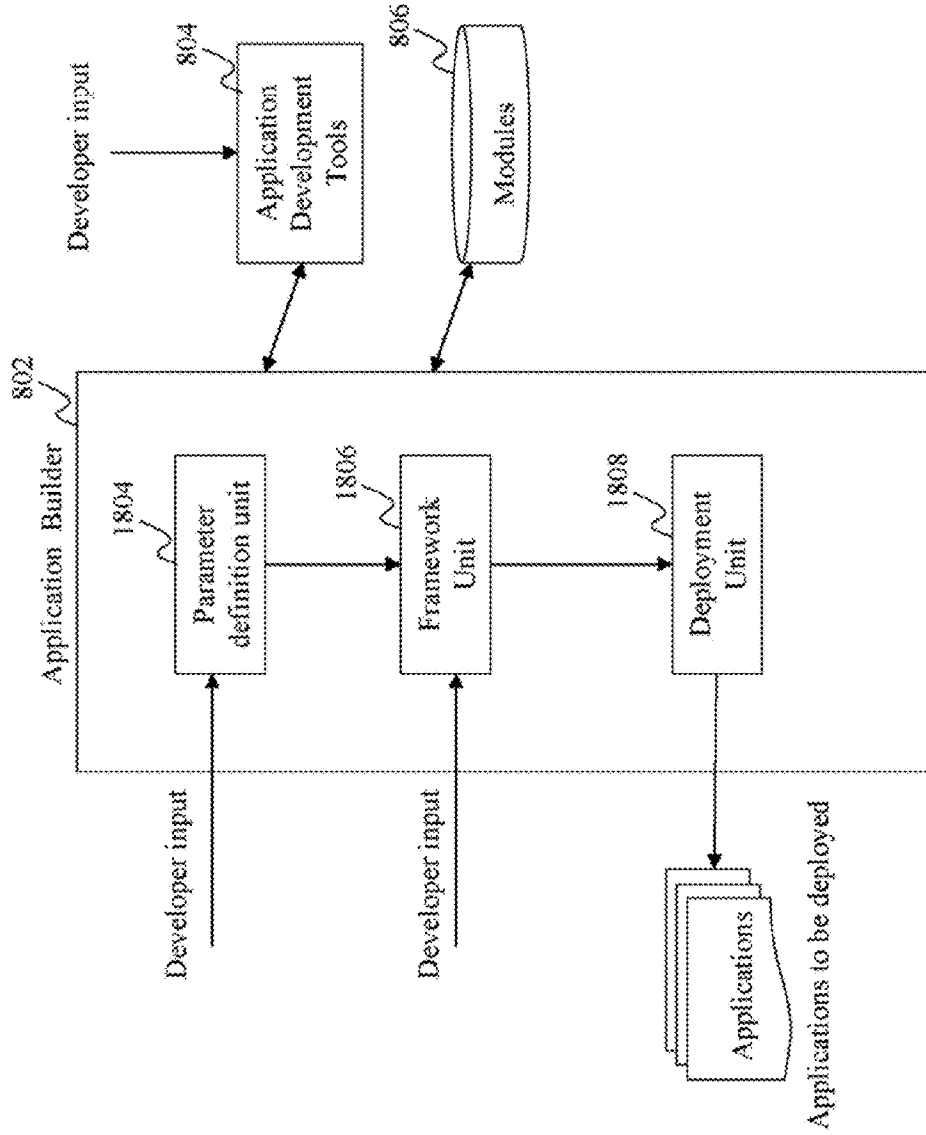 Application Builder
802
Developer input
1804
Parameter
definition unit
Developer input
1806
Framework
Unit
1808
Deployment
Unit
Applications
Applications to be deployed
Developer input
804
Application
Development
Tools
806
Modules